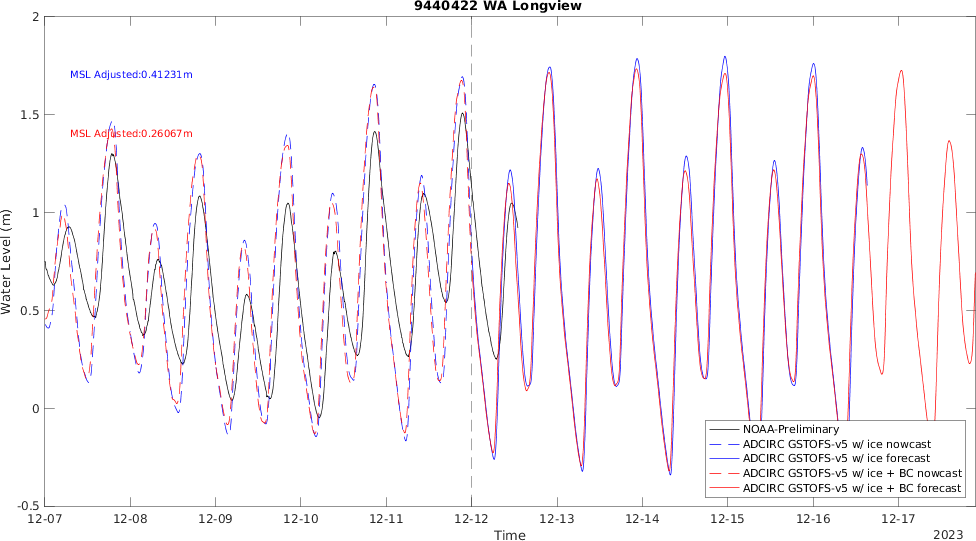 9440422 WA Longview
2
1.5
1
0.5
0
-0.5
Water Level (m)
MSL Adjusted:0.41231m
MSL Adjusted:0.26067m
NOAA-Preliminary
ADCIRC GSTOFS-v5 w/ ice nowcast
ADCIRC GSTOFS-v5 w/ ice forecast
ADCIRC GSTOFS-v5 w/ ice + BC nowcast
ADCIRC GSTOFS-v5 w/ ice + BC forecast
12-07 12-08 12-09 12-10 12-11 12-12 12-13 12-14 12-15 12-16 12-17
Time
2023